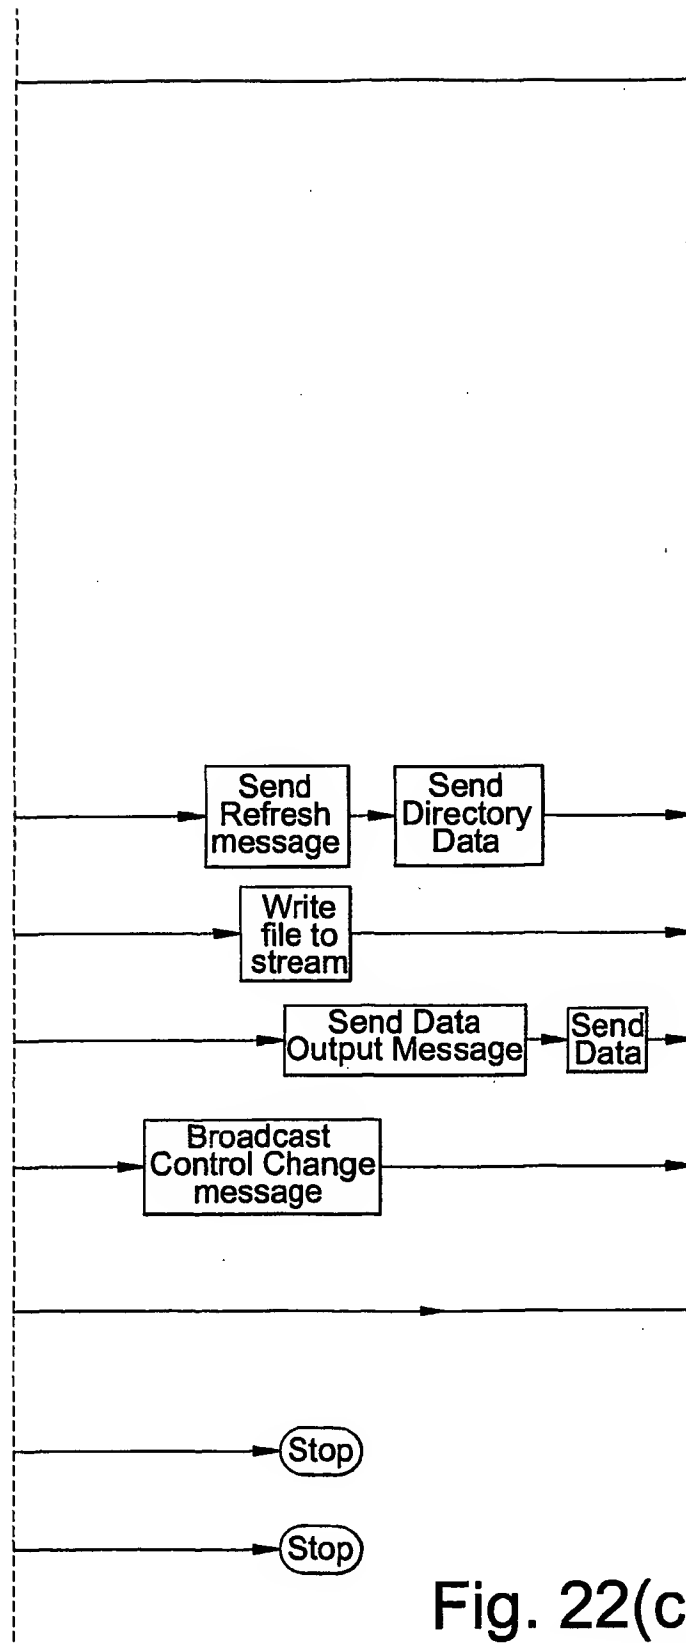 Send
Refresh
message
Send
Directory
Data
Write
file to
stream
Send Data
Output Message
Send
Data
Broadcast
Control Change
message
Stop
Stop
Fig. 22(c